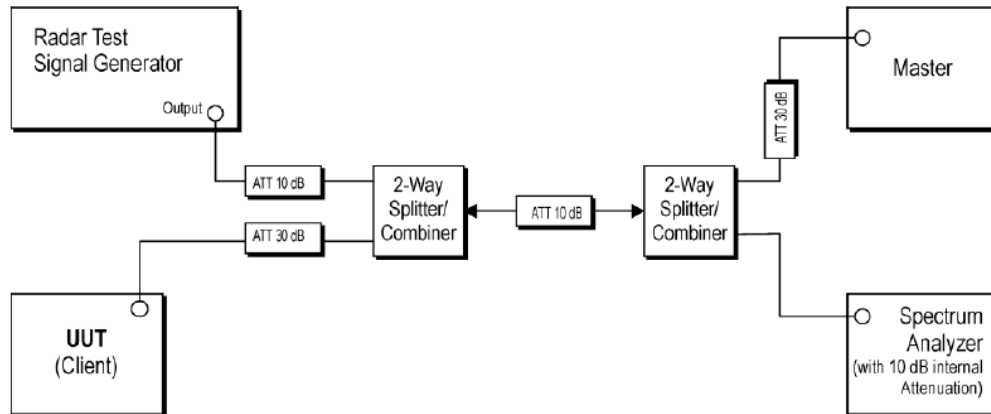 Radar Test
Signal Generator
Output
ATT 10 dB
2-Way
Splitter/
Combiner
ATT 30 dB
UUT
(Client)
ATT 10 dB
2-Way
Splitter/
Combiner
ATT 30 dB
Master
Spectrum
Analyzer
(with 10 dB internal
Attenuation)